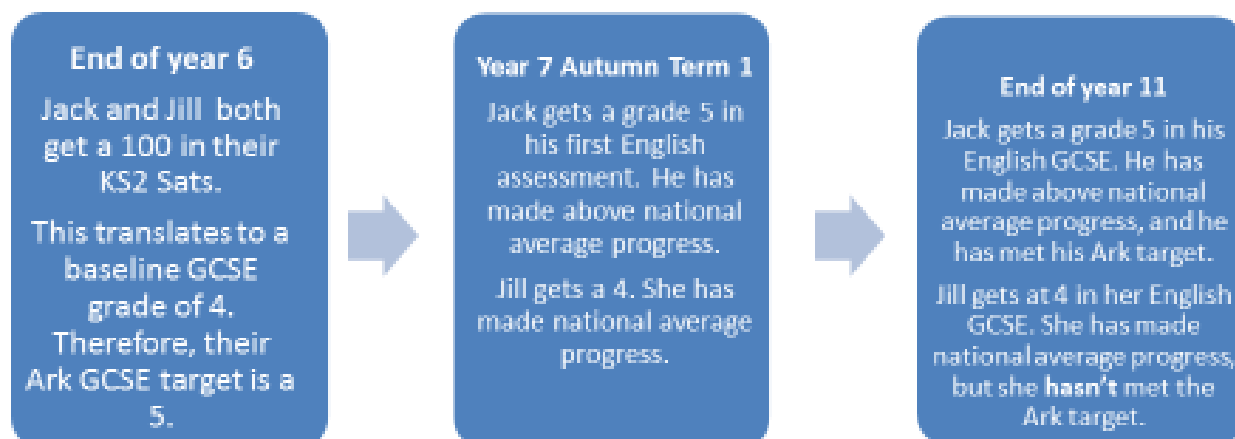 End of year 6
Jack and Jill both
get a 100 in their
KS2 Sats.
This translates to a
baseline GCSE
grade of 4.
Therefore, their
Ark GCSE target is a
5.
Year 7 Autumn Term 1
Jack gets a grade 5 in
his first English
assessment. He has
made above national
average progress.
Jill gets a 4. She has
made national average
progress.
End of year 11
Jack gets a grade 5 in his
English GCSE. He has
made above national
average progress, and he
has met his Ark target.
Jill gets at 4 in her English
GCSE. She has made
national average progress,
but she hasn't met the
Ark target.